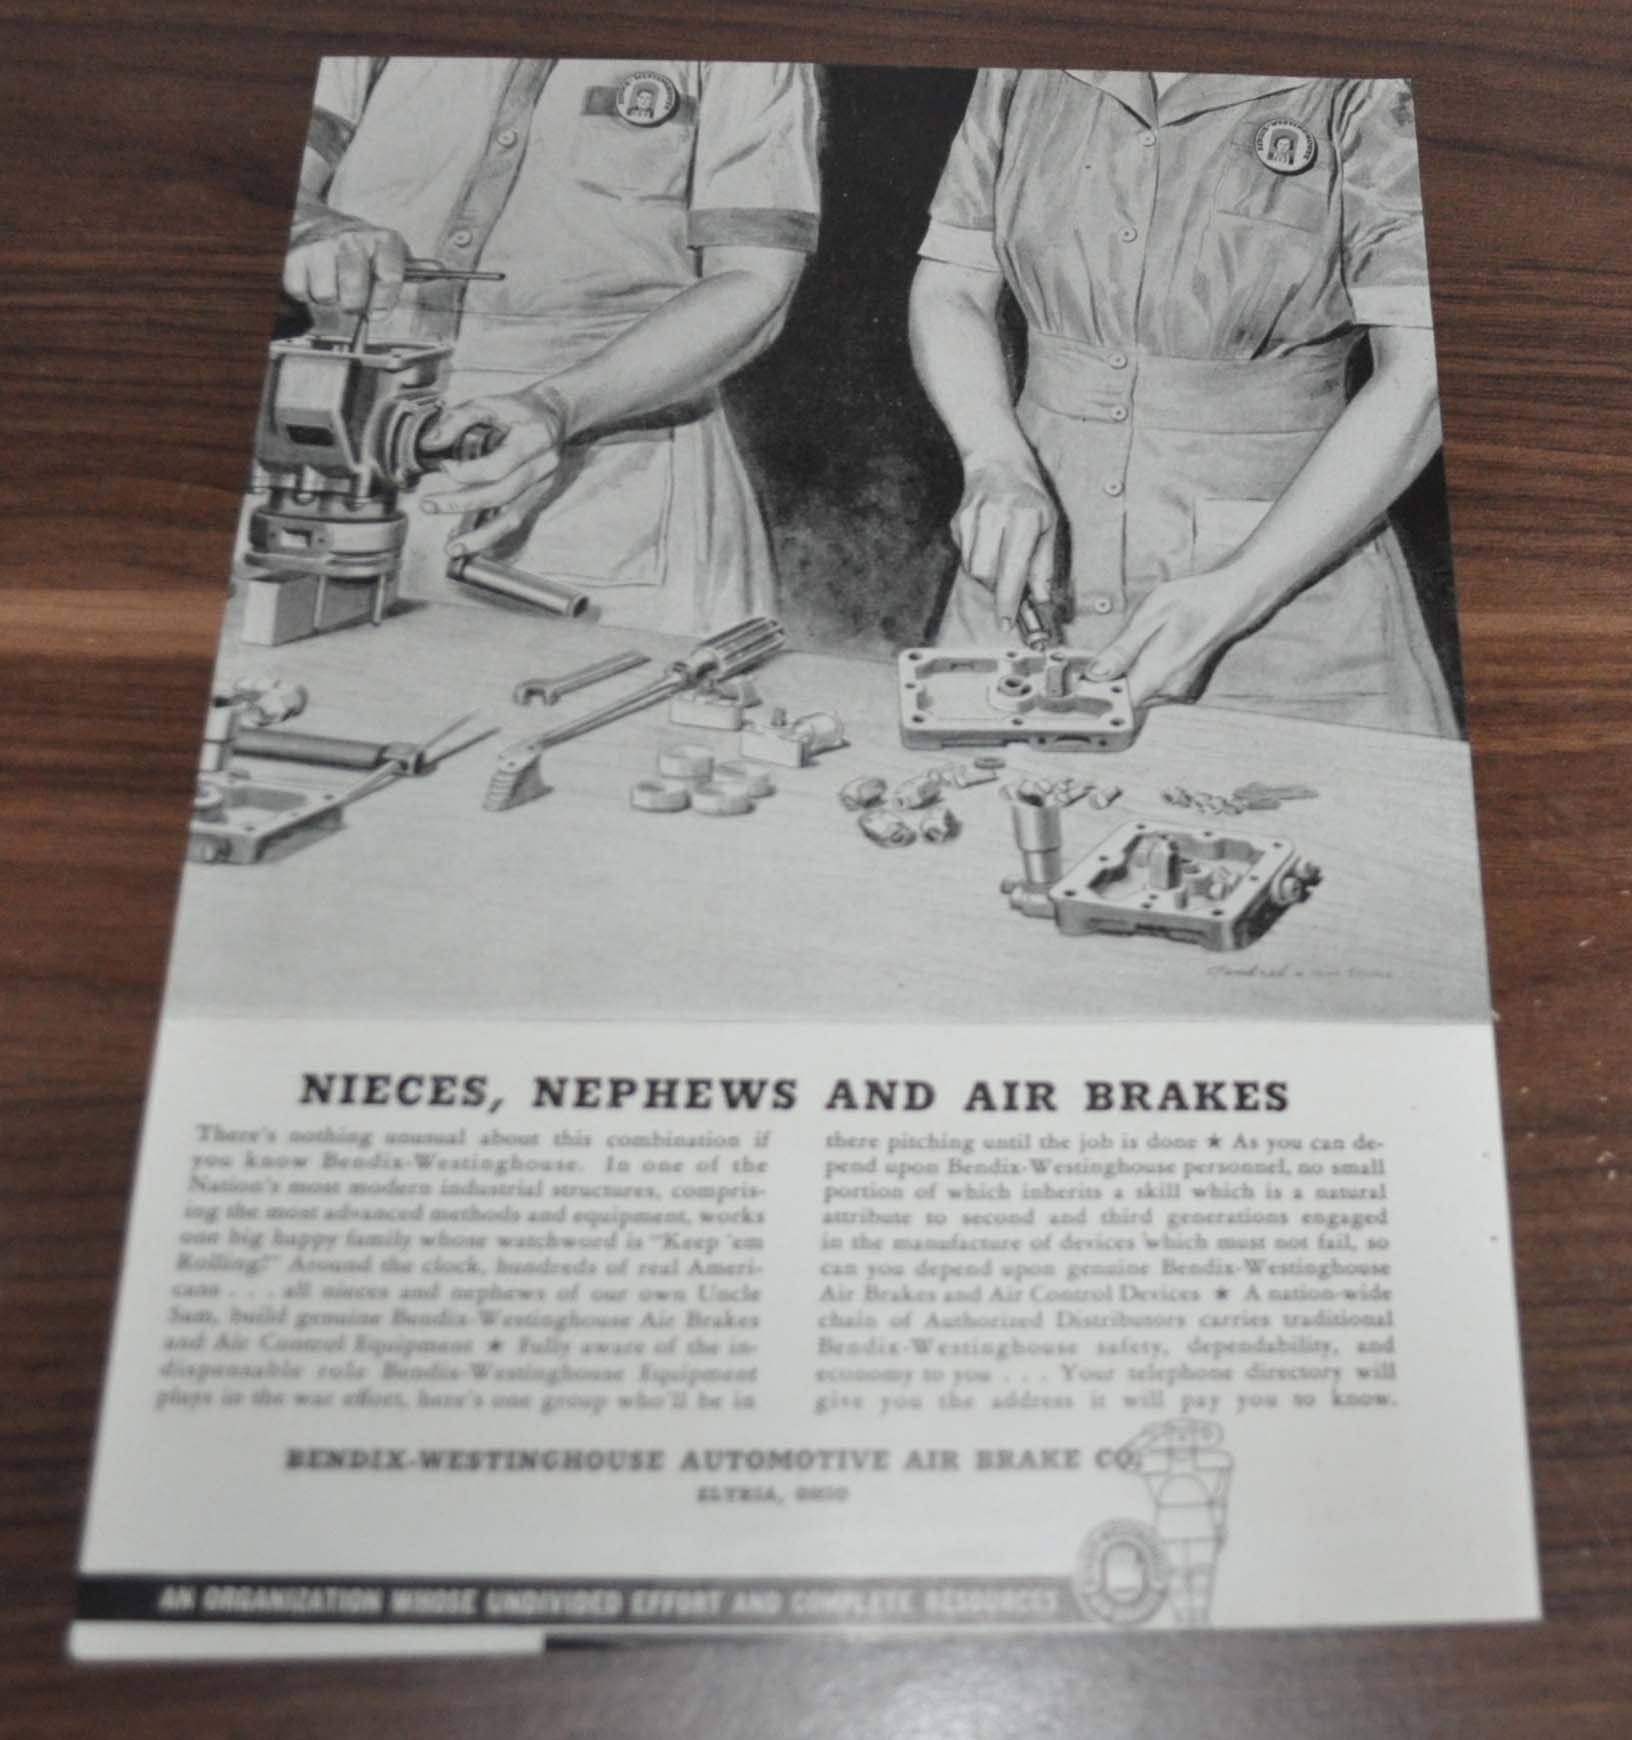 BENDIX-WESTINGHOUSE
BENDIX-WESTINGHOUSE
NIECES, NEPHEWS AND AIR BRAKES
There's nothing unusual about this combination if
you know Bendix-Westinghouse. In one of the
Nation's most modern industrial structures, compris-
ing the most advanced methods and equipment, works
one big happy family whose watchword is "Keep 'em
Rolling!" Around the clock, hundreds of real Ameri-
cans . . . all nieces and nephews of our own Uncle
Sam, build genuine Bendix-Westinghouse Air Brakes
and Air Control Equipment ★ Fully aware of the in-
dispensable role Bendix-Westinghouse Equipment
plays in the war effort, here's one group who'll be in
there pitching until the job is done ★ As you can de-
pend upon Bendix-Westinghouse personnel, no small
portion of which inherits a skill which is a natural
attribute to second and third generations engaged
in the manufacture of devices which must not fail, so
can you depend upon genuine Bendix-Westinghouse
Air Brakes and Air Control Devices ★ A nation-wide
chain of Authorized Distributors carries traditional
Bendix-Westinghouse safety, dependability, and
economy to you . . . Your telephone directory will
give you the address it will pay you to know.
BENDIX-WESTINGHOUSE AUTOMOTIVE AIR BRAKE CO.
ELYRIA, OHIO
AN ORGANIZATION WHOSE UNDIVIDED EFFORT AND COMPLETE RESOURCES